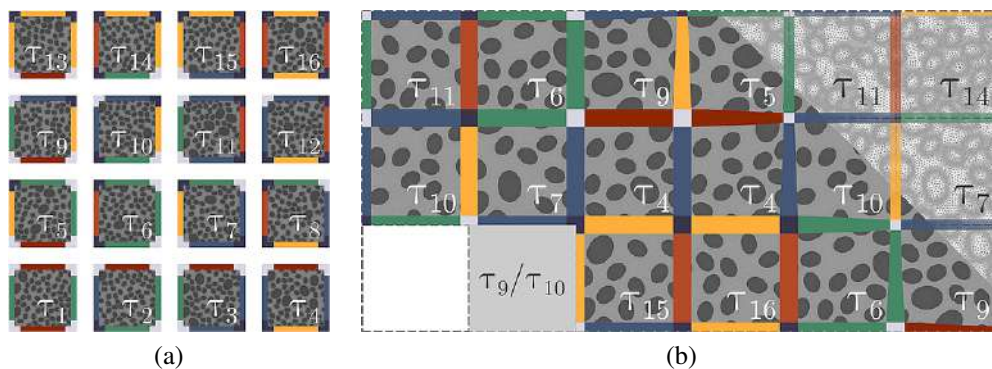 τ13 τ14 τ15 τ16
τ9 τ10 τ11 τ12
τ5 τ6 τ7 τ8
τ1 τ2 τ3 τ4
(a)
τ11 τ6 τ9 τ5 τ11 τ14
τ10 τ7 τ4 τ4 τ10 τ7
τ9/τ10 τ15 τ16 τ6 τ9
(b)